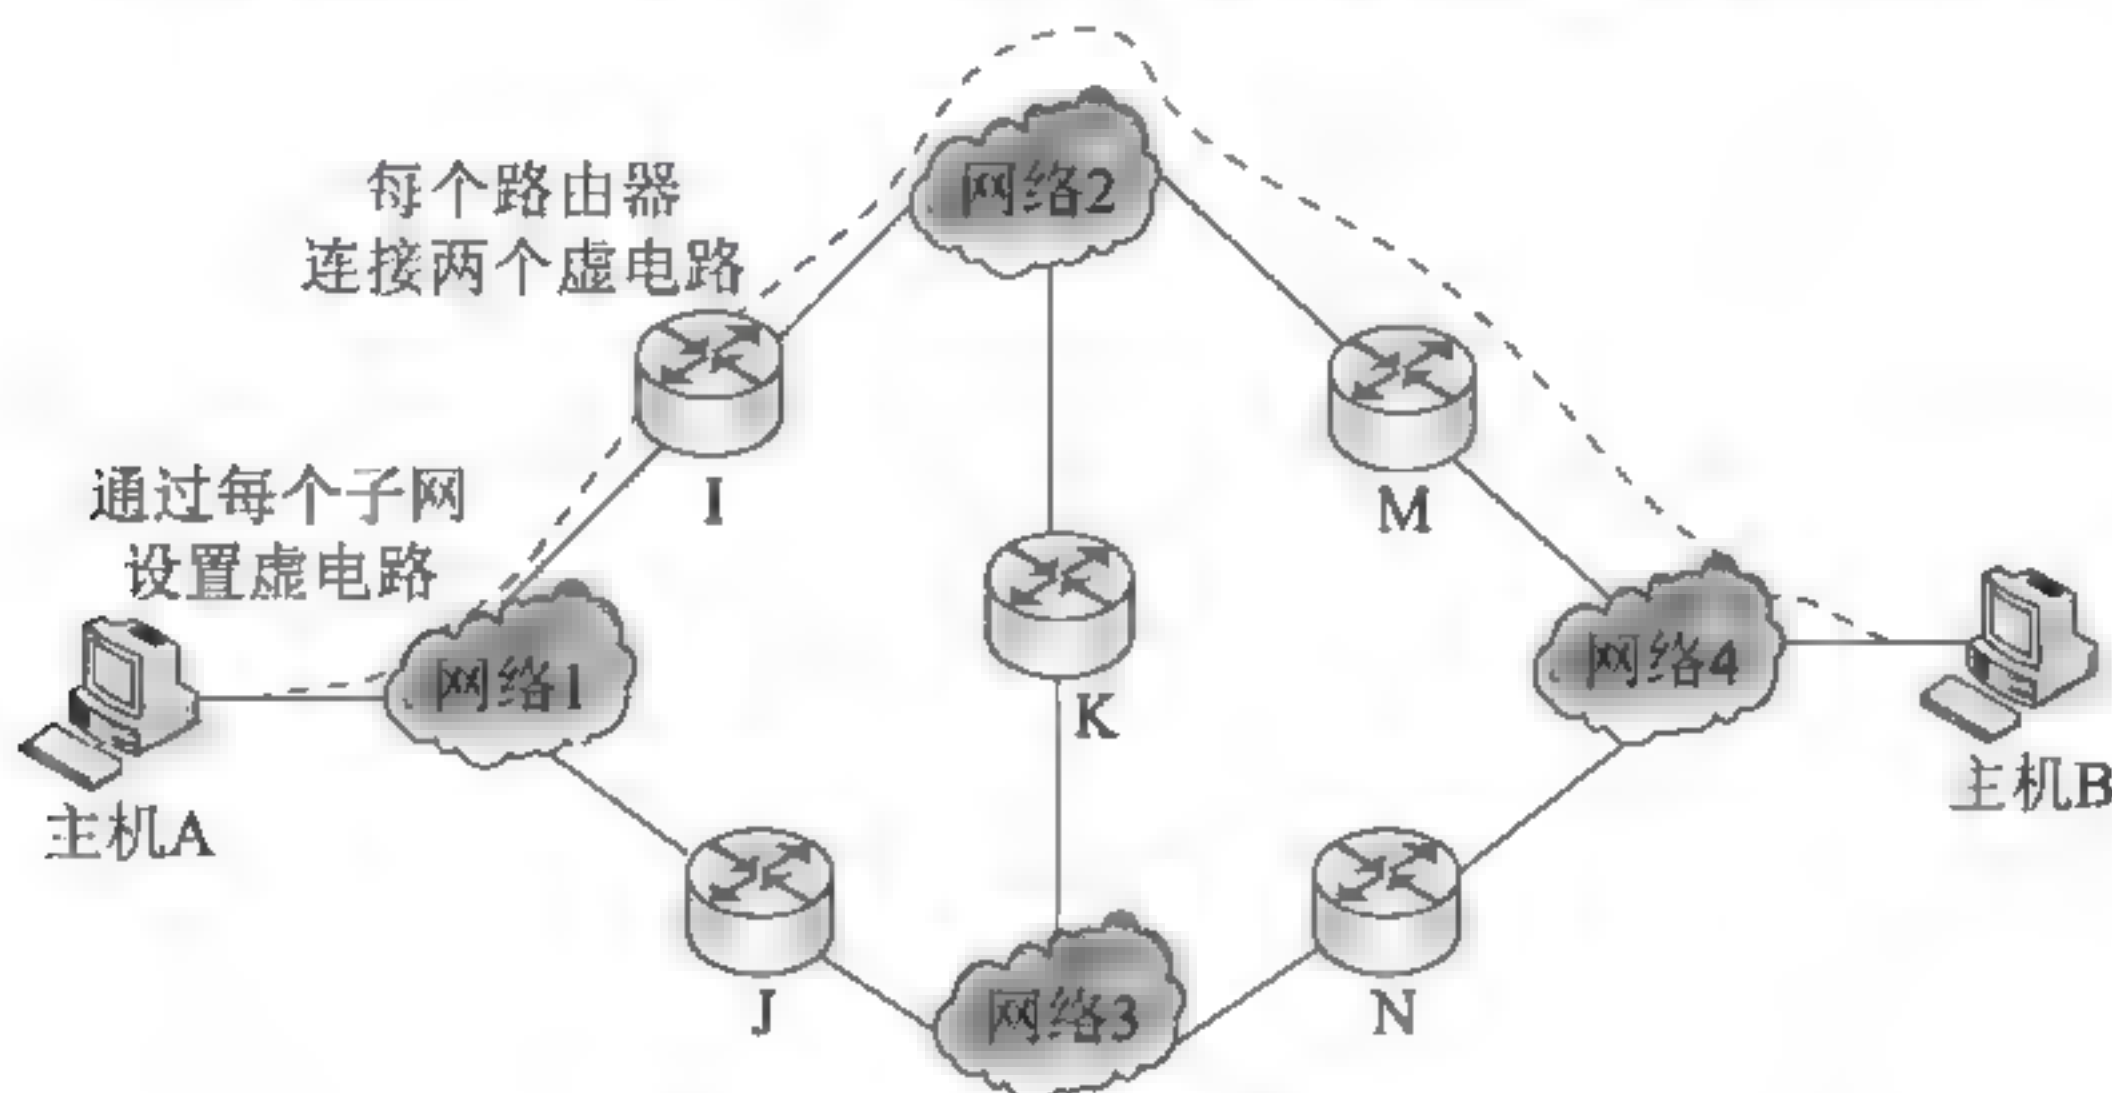 每个路由器
连接两个虚电路
网络2
I
M
通过每个子网
设置虚电路
网络1
K
网络4
主机A
主机B
J
网络3
N